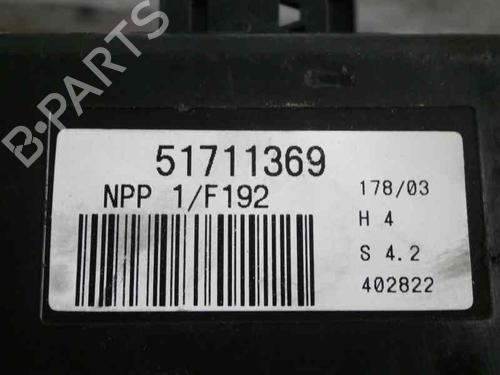 B-PARTS
51711369
NPP 1/F192
178/03
H 4
S 4.2
402822